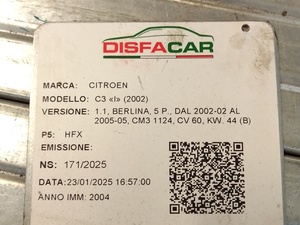 DISFACAR
MARCA: CITROEN
MODELLO: C3 «I» (2002)
VERSIONE: 1.1, BERLINA, 5 P., DAL 2002-02 AL
2005-05, CM3 1124, CV 60, KW. 44 (B)
P5: HFX
EMISSIONE:
NS: 171/2025
DATA:23/01/2025 16:57:00
ANNO IMM: 2004